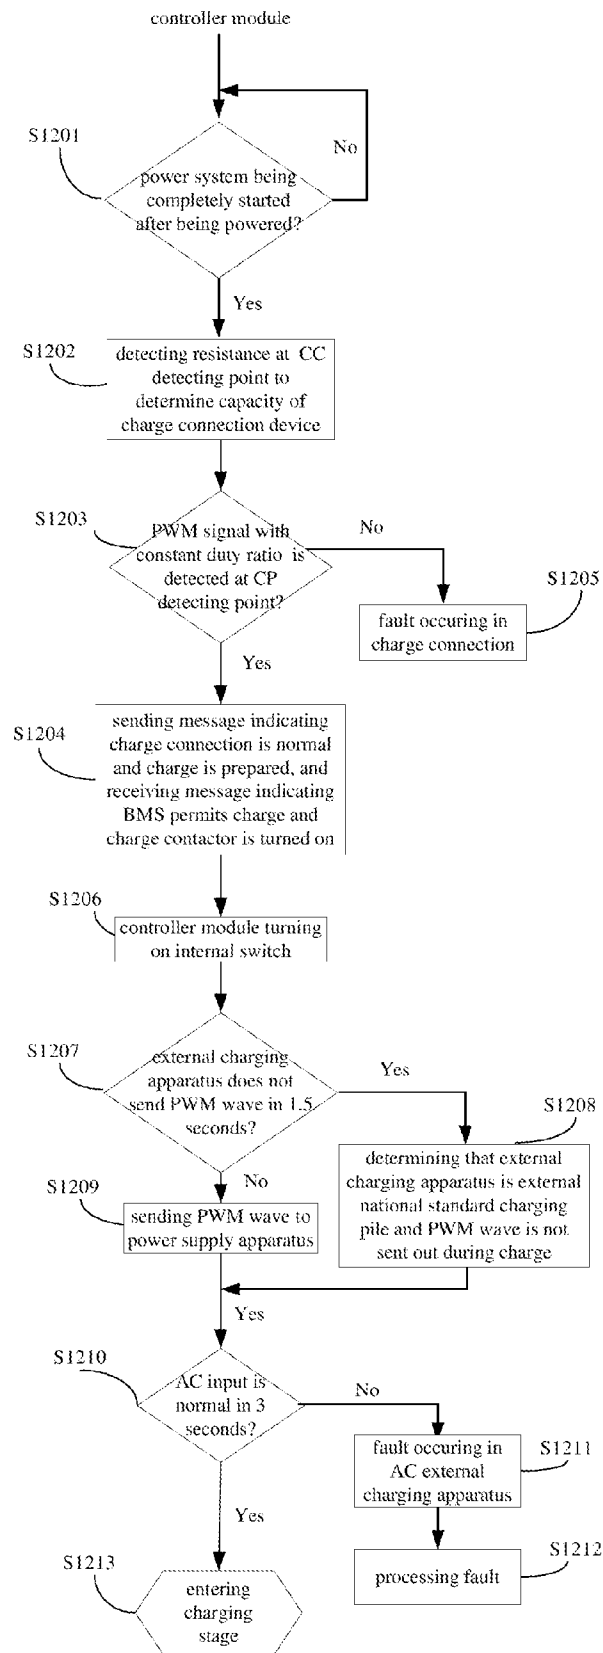 controller module
S1201
No
power system being
completely started
after being powered?
Yes
S1202
detecting resistance at CC
detecting point to
determine capacity of
charge connection device
S1203
PWM signal with
constant duty ratio is
detected at CP
detecting point?
No
S1205
fault occuring in
charge connection
Yes
S1204
sending message indicating
charge connection is normal
and charge is prepared, and
receiving message indicating
BMS permits charge and
charge contactor is turned on
S1206
controller module turning
on internal switch
S1207
external charging
apparatus does not
send PWM wave in 1.5
seconds?
Yes
S1208
determining that external
charging apparatus is external
national standard charging
pile and PWM wave is not
sent out during charge
No
S1209
sending PWM wave to
power supply apparatus
Yes
S1210
AC input is
normal in 3
seconds?
No
S1211
fault occuring in
AC external
charging apparatus
Yes
S1212
processing fault
S1213
entering
charging
stage